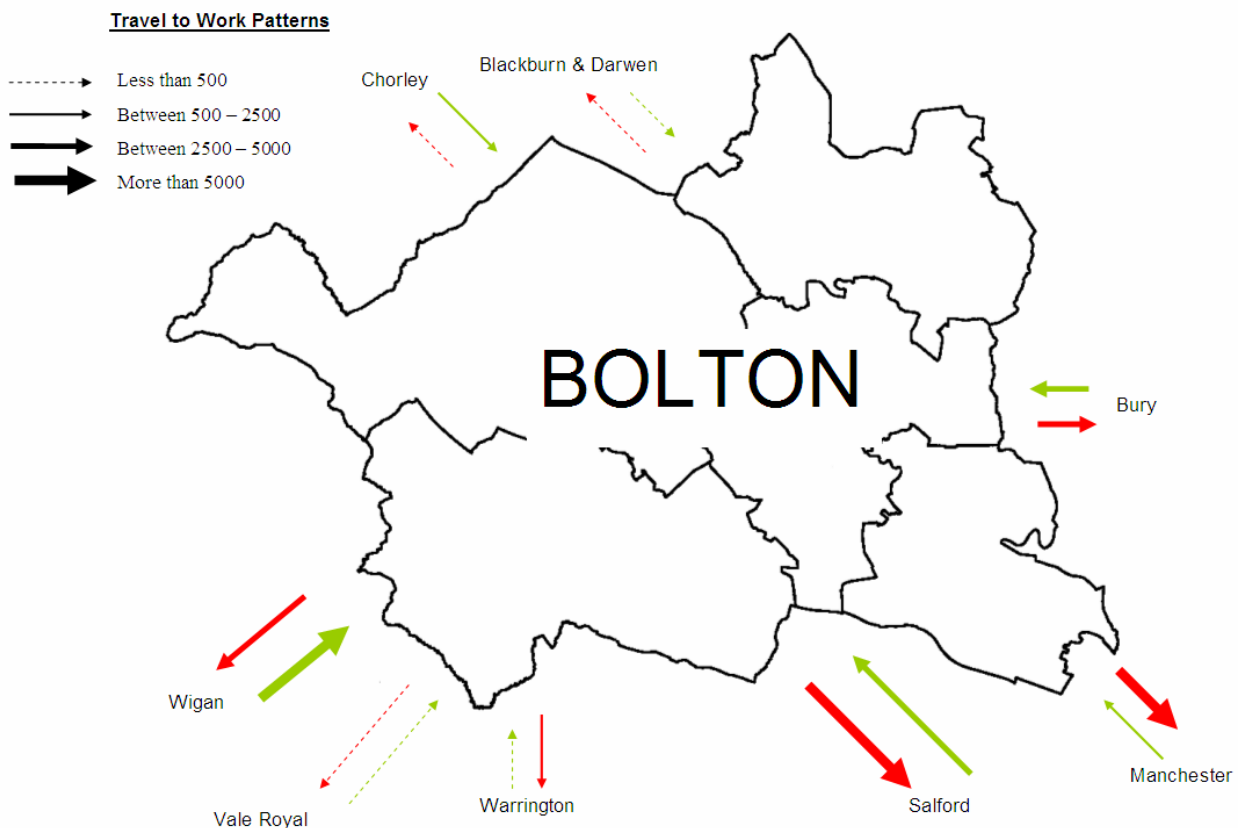 Travel to Work Patterns
Less than 500
Between 500 – 2500
Between 2500 – 5000
More than 5000
Chorley
Blackburn & Darwen
BOLTON
Bury
Wigan
Vale Royal
Warrington
Salford
Manchester